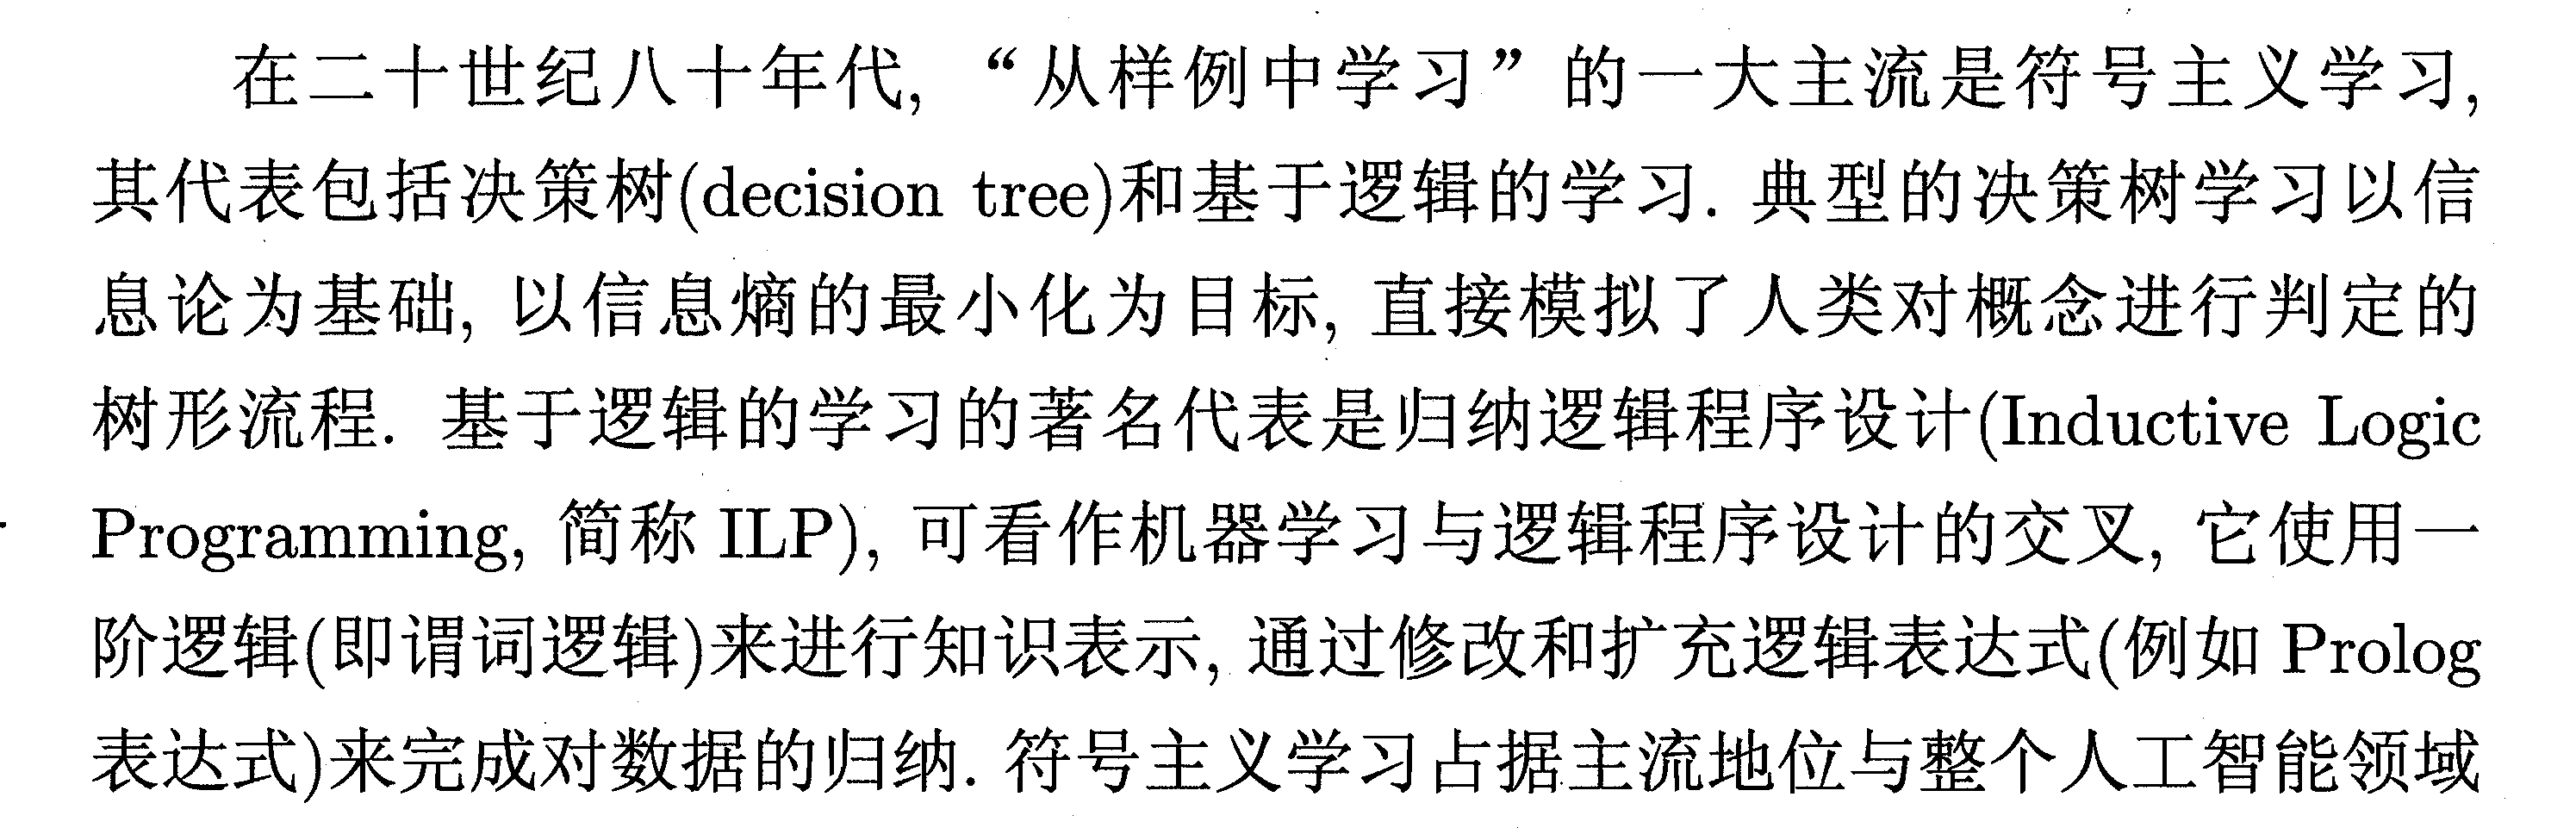 在二十世纪八十年代, “从样例中学习”的一大主流是符号主义学习,
其代表包括决策树(decision tree)和基于逻辑的学习. 典型的决策树学习以信
息论为基础, 以信息熵的最小化为目标, 直接模拟了人类对概念进行判定的
树形流程. 基于逻辑的学习的著名代表是归纳逻辑程序设计(Inductive Logic
Programming, 简称 ILP), 可看作机器学习与逻辑程序设计的交叉, 它使用一
阶逻辑(即谓词逻辑)来进行知识表示, 通过修改和扩充逻辑表达式(例如 Prolog
表达式)来完成对数据的归纳. 符号主义学习占据主流地位与整个人工智能领域